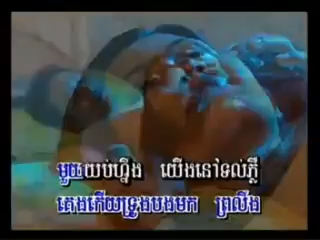 មួយយប់ហ្នឹង យើងនៅទល់ភ្លឺ
គេងកើយទ្រូងបងមក ព្រលឹង